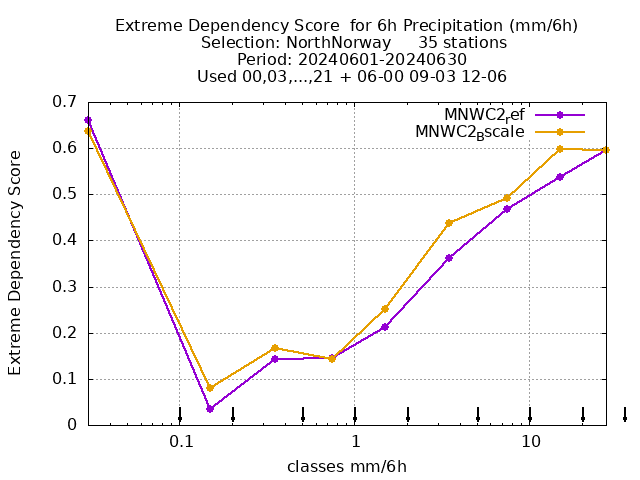 Extreme Dependency Score  for 6h Precipitation (mm/6h)
Selection: NorthNorway     35 stations
Period: 20240601-20240630
Used 00,03,...,21 + 06-00 09-03 12-06
MNWC2ref
MNWC2Bscale
0.7
0.6
0.5
0.4
0.3
0.2
0.1
0
Extreme Dependency Score
0.1 1 10
classes mm/6h